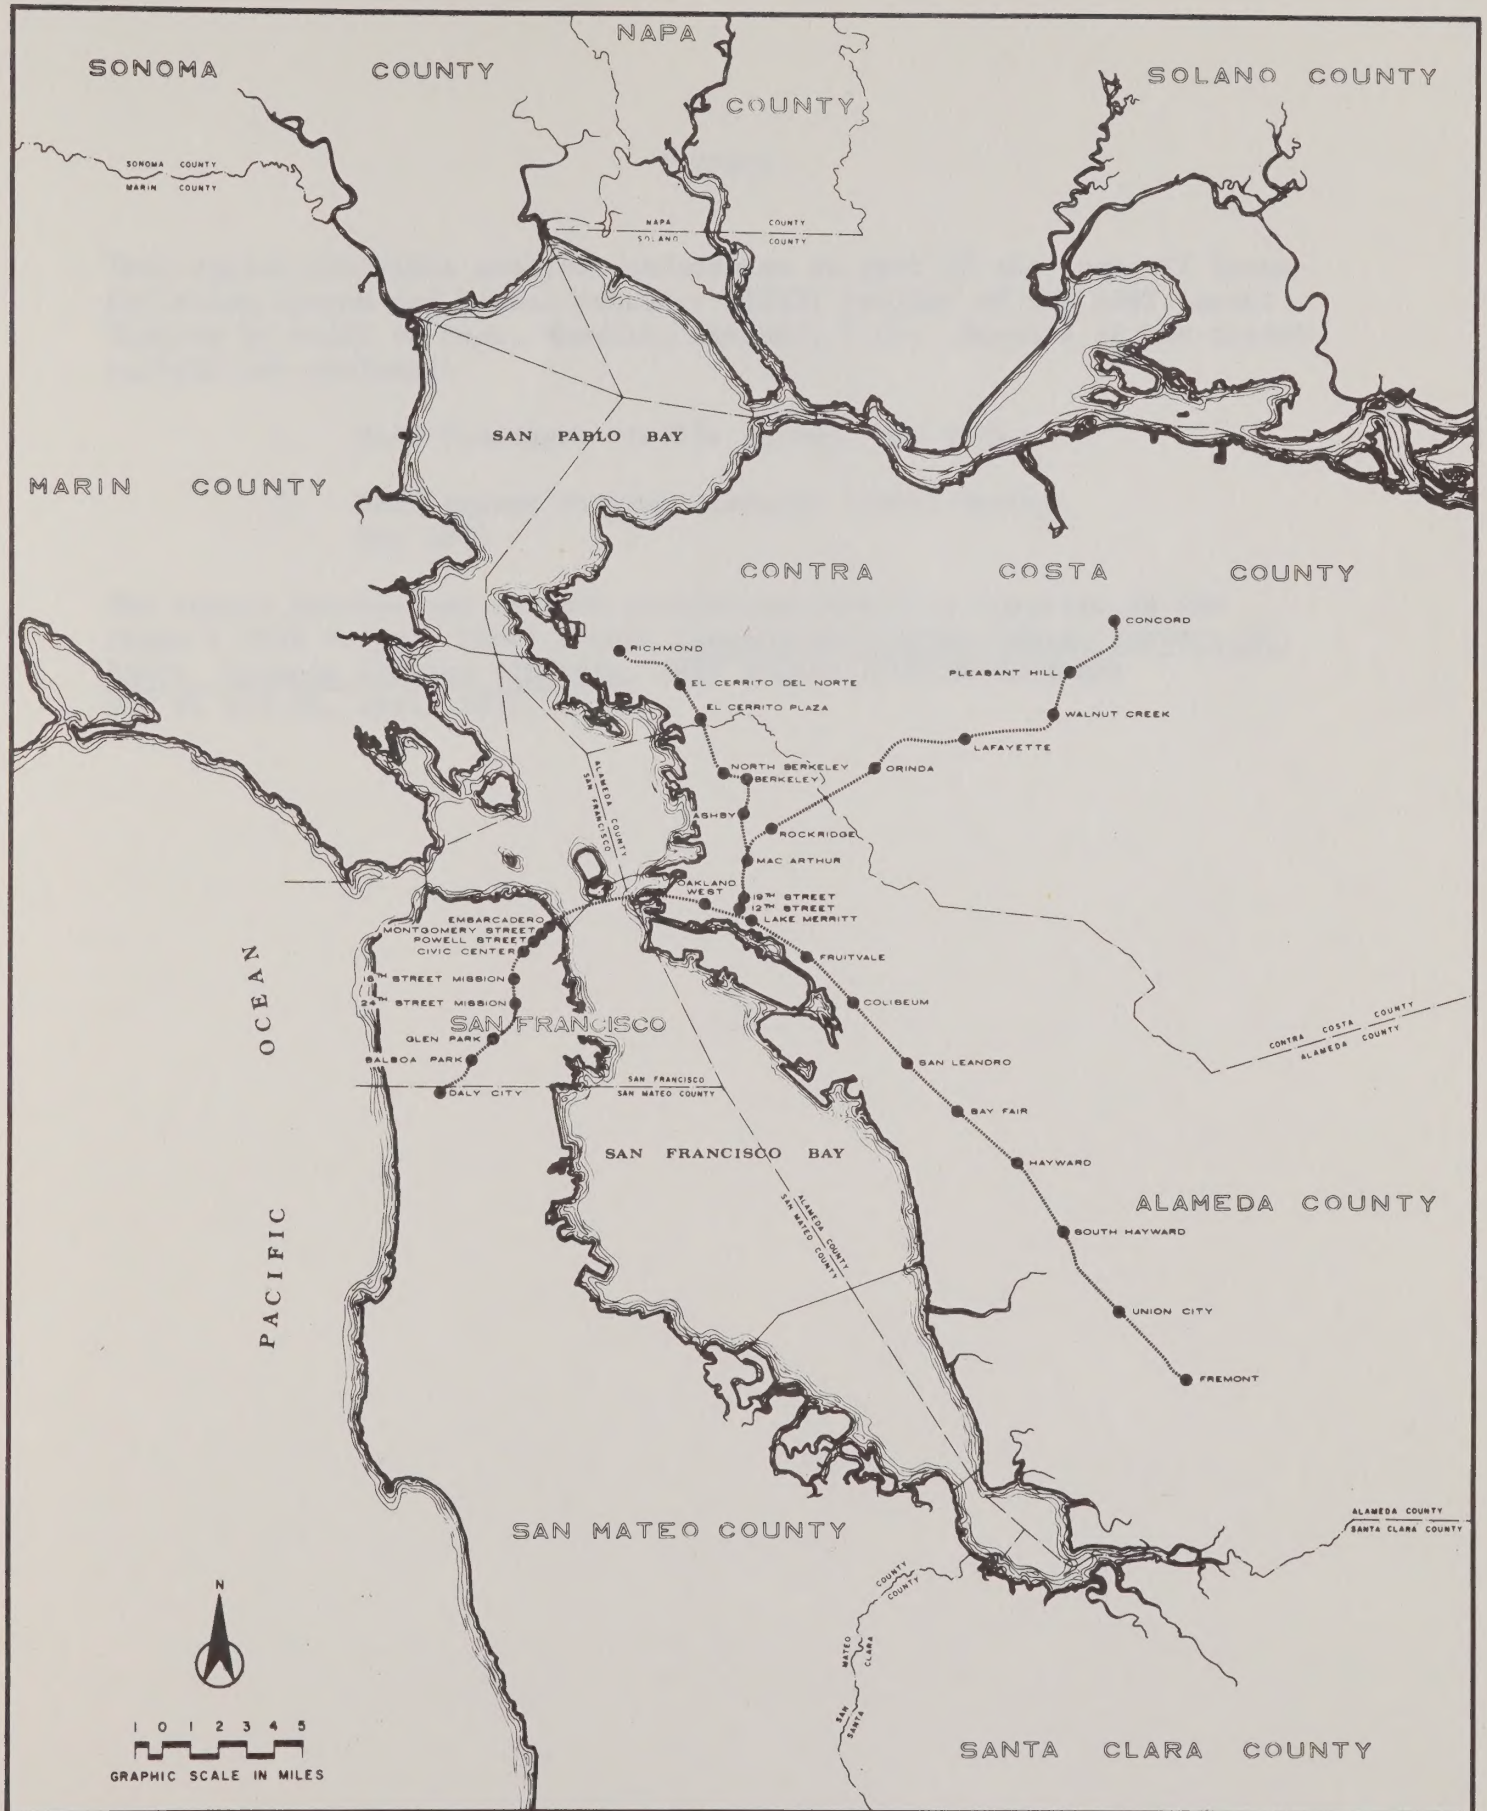 NAPA
SONOMA COUNTY
SOLANO COUNTY
COUNTY
SONOMA COUNTY
MARIN COUNTY
NAPA COUNTY
SOLANO COUNTY
SAN PABLO BAY
MARIN COUNTY
CONTRA COSTA COUNTY
CONCORD
RICHMOND
PLEASANT HILL
EL CERRITO DEL NORTE
EL CERRITO PLAZA
WALNUT CREEK
LAFAYETTE
NORTH BERKELEY
ORINDA
BERKELEY
ALAMEDA COUNTY
SAN FRANCISCO
ASHBY
ROCKRIDGE
MAC ARTHUR
OAKLAND
WEST
19TH STREET
12TH STREET
LAKE MERRITT
EMBARCADERO
MONTGOMERY STREET
POWELL STREET
CIVIC CENTER
FRUITVALE
16TH STREET MISSION
24TH STREET MISSION
COLISEUM
SAN FRANCISCO
GLEN PARK
BALBOA PARK
DALY CITY
PACIFIC OCEAN
CONTRA COSTA COUNTY
ALAMEDA COUNTY
SAN LEANDRO
SAN FRANCISCO
SAN MATEO COUNTY
BAY FAIR
SAN FRANCISCO BAY
HAYWARD
ALAMEDA COUNTY
ALAMEDA COUNTY
SAN MATEO COUNTY
SOUTH HAYWARD
UNION CITY
FREMONT
ALAMEDA COUNTY
SANTA CLARA COUNTY
SAN MATEO COUNTY
SAN MATEO COUNTY
SANTA CLARA COUNTY
N
1 0 1 2 3 4 5
GRAPHIC SCALE IN MILES
SANTA CLARA COUNTY